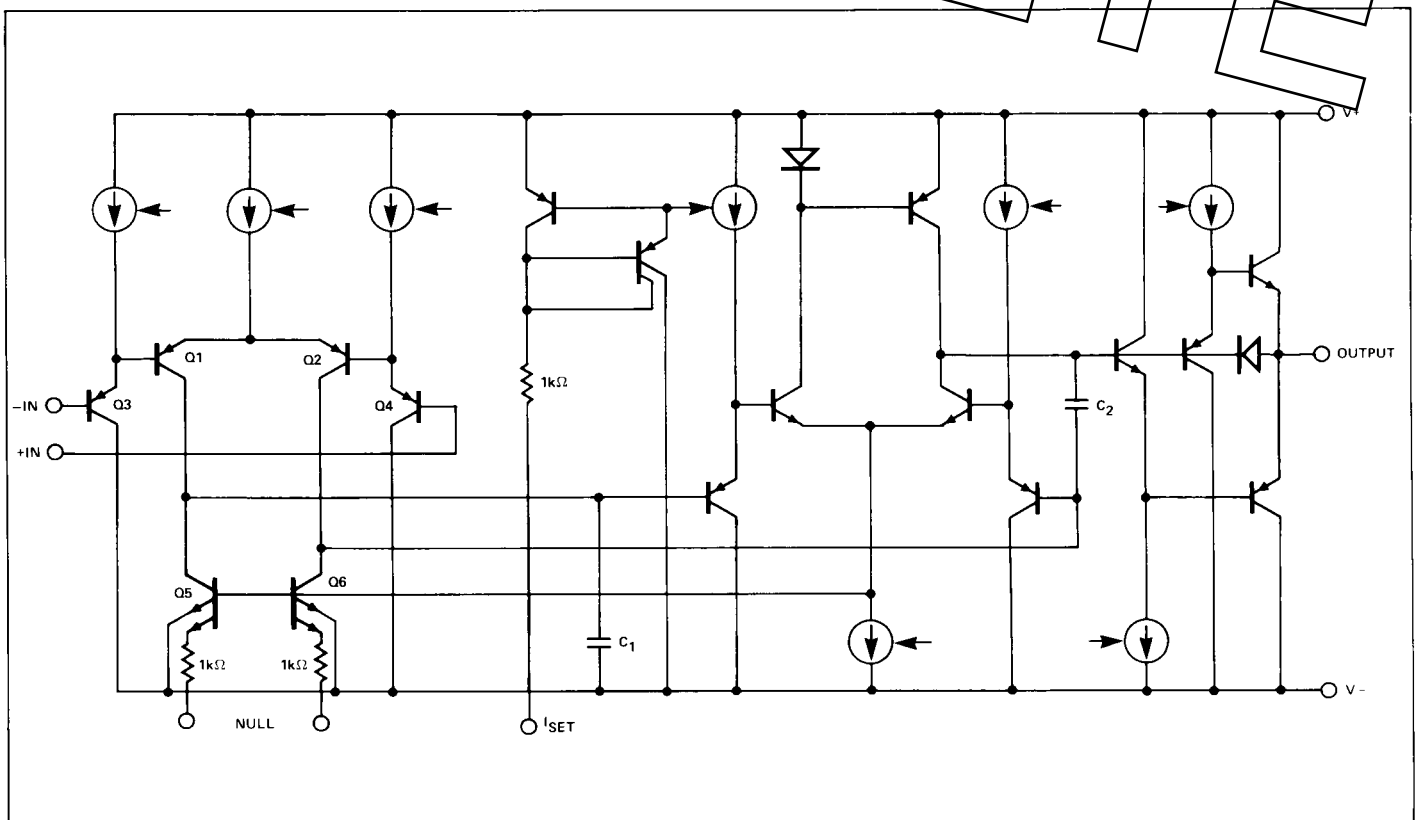 V+
Q1
Q2
OUTPUT
1kΩ
C2
–IN
Q3
Q4
+IN
Q5
Q6
C1
1kΩ
1kΩ
V–
NULL
ISET